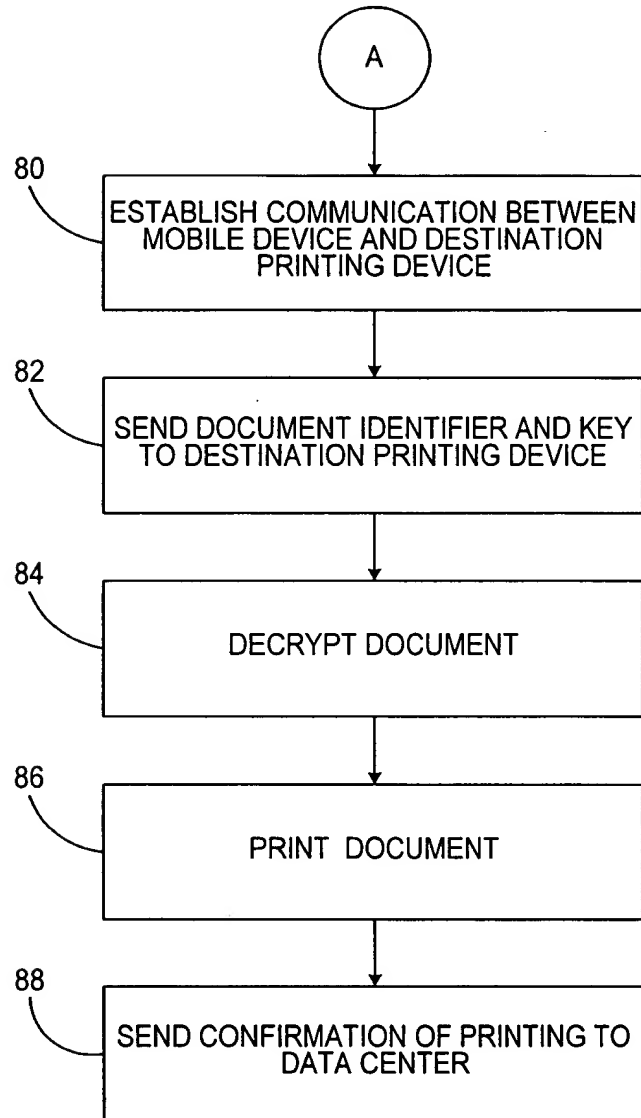 A
80
ESTABLISH COMMUNICATION BETWEEN
MOBILE DEVICE AND DESTINATION
PRINTING DEVICE
82
SEND DOCUMENT IDENTIFIER AND KEY
TO DESTINATION PRINTING DEVICE
84
DECRYPT DOCUMENT
86
PRINT DOCUMENT
88
SEND CONFIRMATION OF PRINTING TO
DATA CENTER